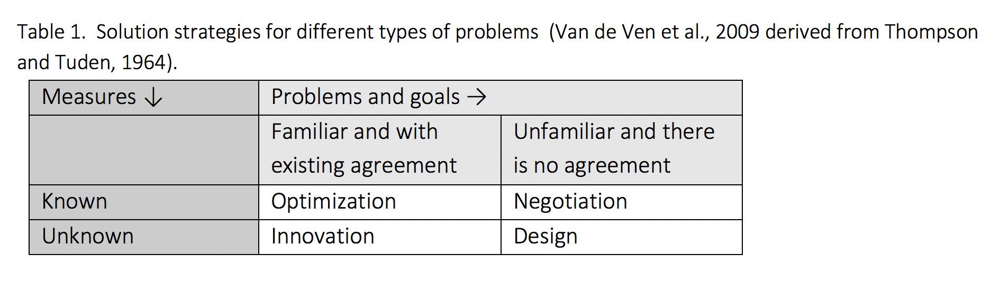 Table 1.  Solution strategies for different types of problems  (Van de Ven et al., 2009 derived from Thompson
and Tuden, 1964).
Measures ↓ Problems and goals →
Familiar and with Unfamiliar and there
existing agreement is no agreement
Known Optimization Negotiation
Unknown Innovation Design